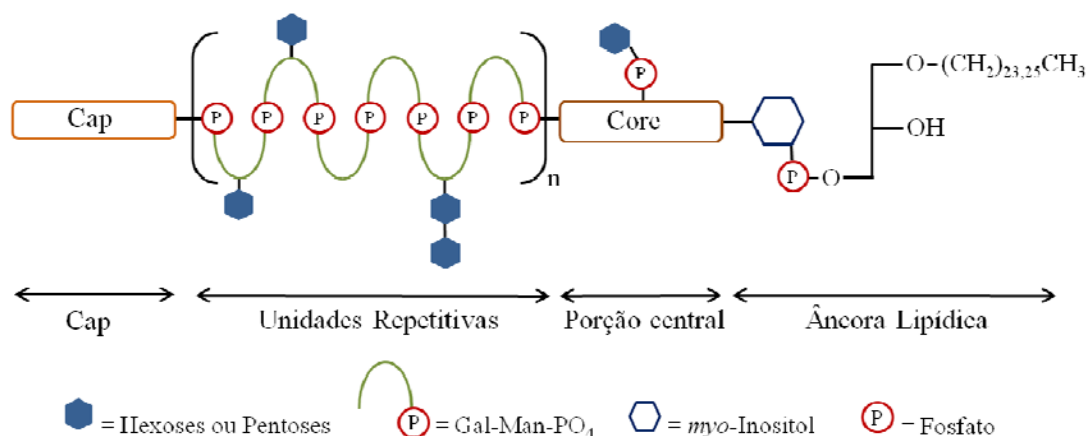 O–(CH2)23,25CH3
Cap
P P P P P P P
P
Core
OH
n
P
O
Cap
Unidades Repetitivas
Porção central
Âncora Lipídica
= Hexoses ou Pentoses
P = Gal-Man-PO4
= myo-Inositol
P = Fosfato